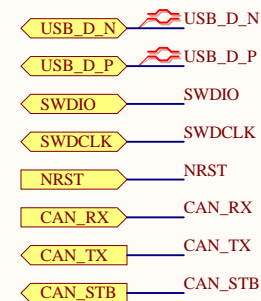 USB_D_N USB_D_N
USB_D_P USB_D_P
SWDIO SWDIO
SWDCLK SWDCLK
NRST NRST
CAN_RX CAN_RX
CAN_TX CAN_TX
CAN_STB CAN_STB